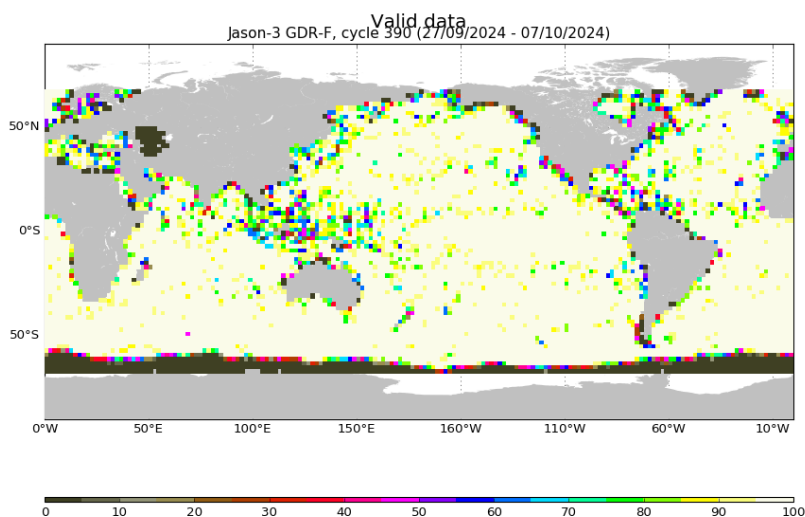 Valid data
Jason-3 GDR-F, cycle 390 (27/09/2024 - 07/10/2024)
50°N
0°S
50°S
0°W 50°E 100°E 150°E 160°W 110°W 60°W 10°W
0 10 20 30 40 50 60 70 80 90 100